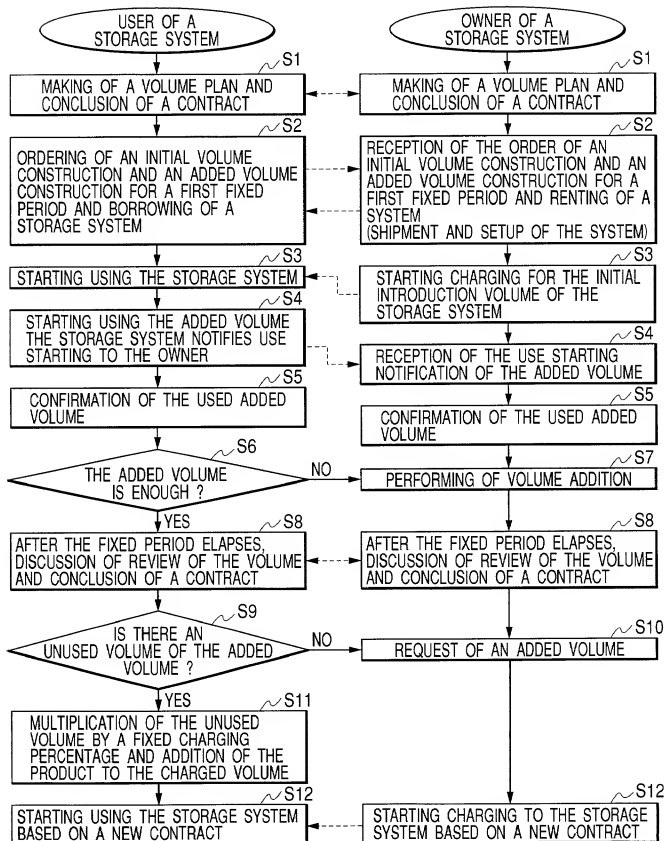 USER OF A
STORAGE SYSTEM
S1
MAKING OF A VOLUME PLAN AND
CONCLUSION OF A CONTRACT
S2
ORDERING OF AN INITIAL VOLUME
CONSTRUCTION AND AN ADDED VOLUME
CONSTRUCTION FOR A FIRST FIXED
PERIOD AND BORROWING OF A
STORAGE SYSTEM
S3
STARTING USING THE STORAGE SYSTEM
S4
STARTING USING THE ADDED VOLUME
THE STORAGE SYSTEM NOTIFIES USE
STARTING TO THE OWNER
S5
CONFIRMATION OF THE USED ADDED
VOLUME
S6
THE ADDED VOLUME
IS ENOUGH ?
NO
YES
S8
AFTER THE FIXED PERIOD ELAPSES,
DISCUSSION OF REVIEW OF THE VOLUME
AND CONCLUSION OF A CONTRACT
S9
IS THERE AN
UNUSED VOLUME OF THE ADDED
VOLUME ?
NO
YES
S11
MULTIPLICATION OF THE UNUSED
VOLUME BY A FIXED CHARGING
PERCENTAGE AND ADDITION OF THE
PRODUCT TO THE CHARGED VOLUME
S12
STARTING USING THE STORAGE SYSTEM
BASED ON A NEW CONTRACT
OWNER OF A
STORAGE SYSTEM
S1
MAKING OF A VOLUME PLAN AND
CONCLUSION OF A CONTRACT
S2
RECEPTION OF THE ORDER OF AN
INITIAL VOLUME CONSTRUCTION AND AN
ADDED VOLUME CONSTRUCTION FOR A
FIRST FIXED PERIOD AND RENTING OF A
SYSTEM
(SHIPMENT AND SETUP OF THE SYSTEM)
S3
STARTING CHARGING FOR THE INITIAL
INTRODUCTION VOLUME OF THE
STORAGE SYSTEM
S4
RECEPTION OF THE USE STARTING
NOTIFICATION OF THE ADDED VOLUME
S5
CONFIRMATION OF THE USED ADDED
VOLUME
S7
PERFORMING OF VOLUME ADDITION
S8
AFTER THE FIXED PERIOD ELAPSES,
DISCUSSION OF REVIEW OF THE VOLUME
AND CONCLUSION OF A CONTRACT
S10
REQUEST OF AN ADDED VOLUME
S12
STARTING CHARGING TO THE STORAGE
SYSTEM BASED ON A NEW CONTRACT